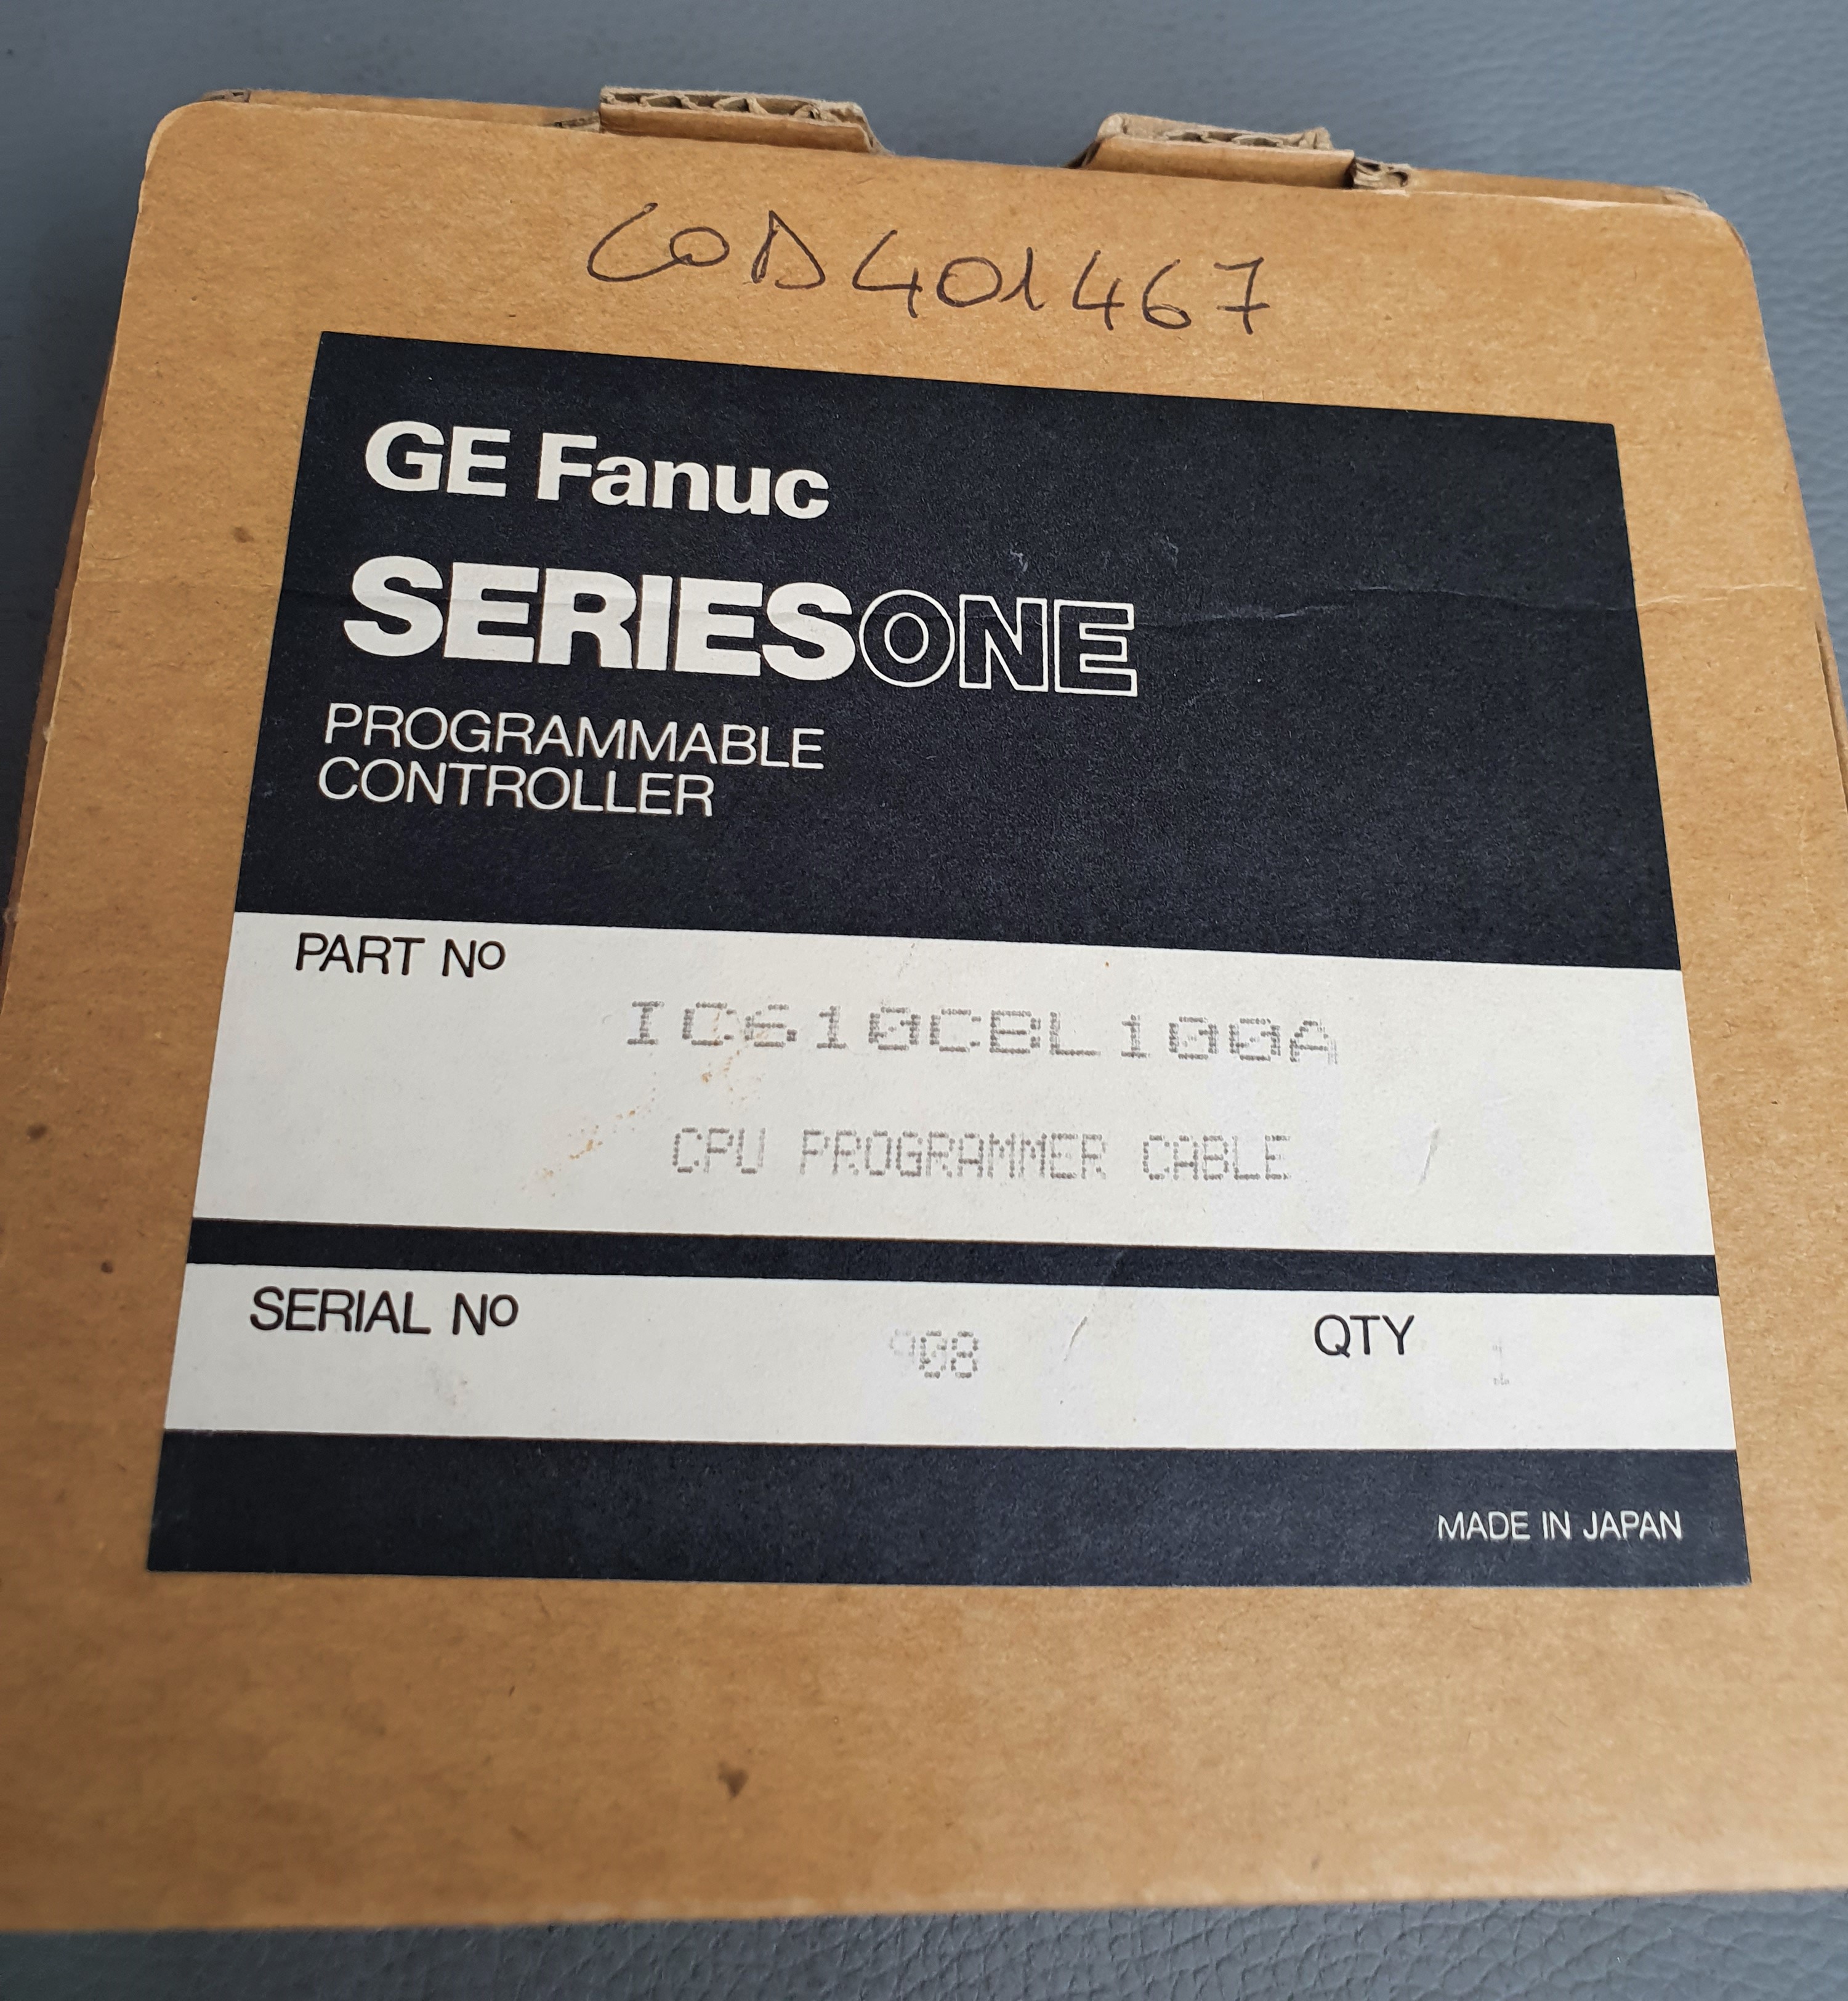 COD401467
GE Fanuc
SERIESONE
PROGRAMMABLE
CONTROLLER
PART Nº
IC610CBL100A
CPU PROGRAMMER CABLE
SERIAL Nº 908 QTY 1
MADE IN JAPAN